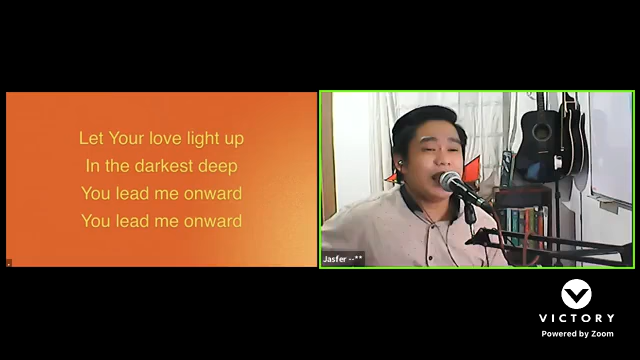 Let Your love light up
In the darkest deep
You lead me onward
You lead me onward
Jasfer --**
VICTORY
Powered by Zoom